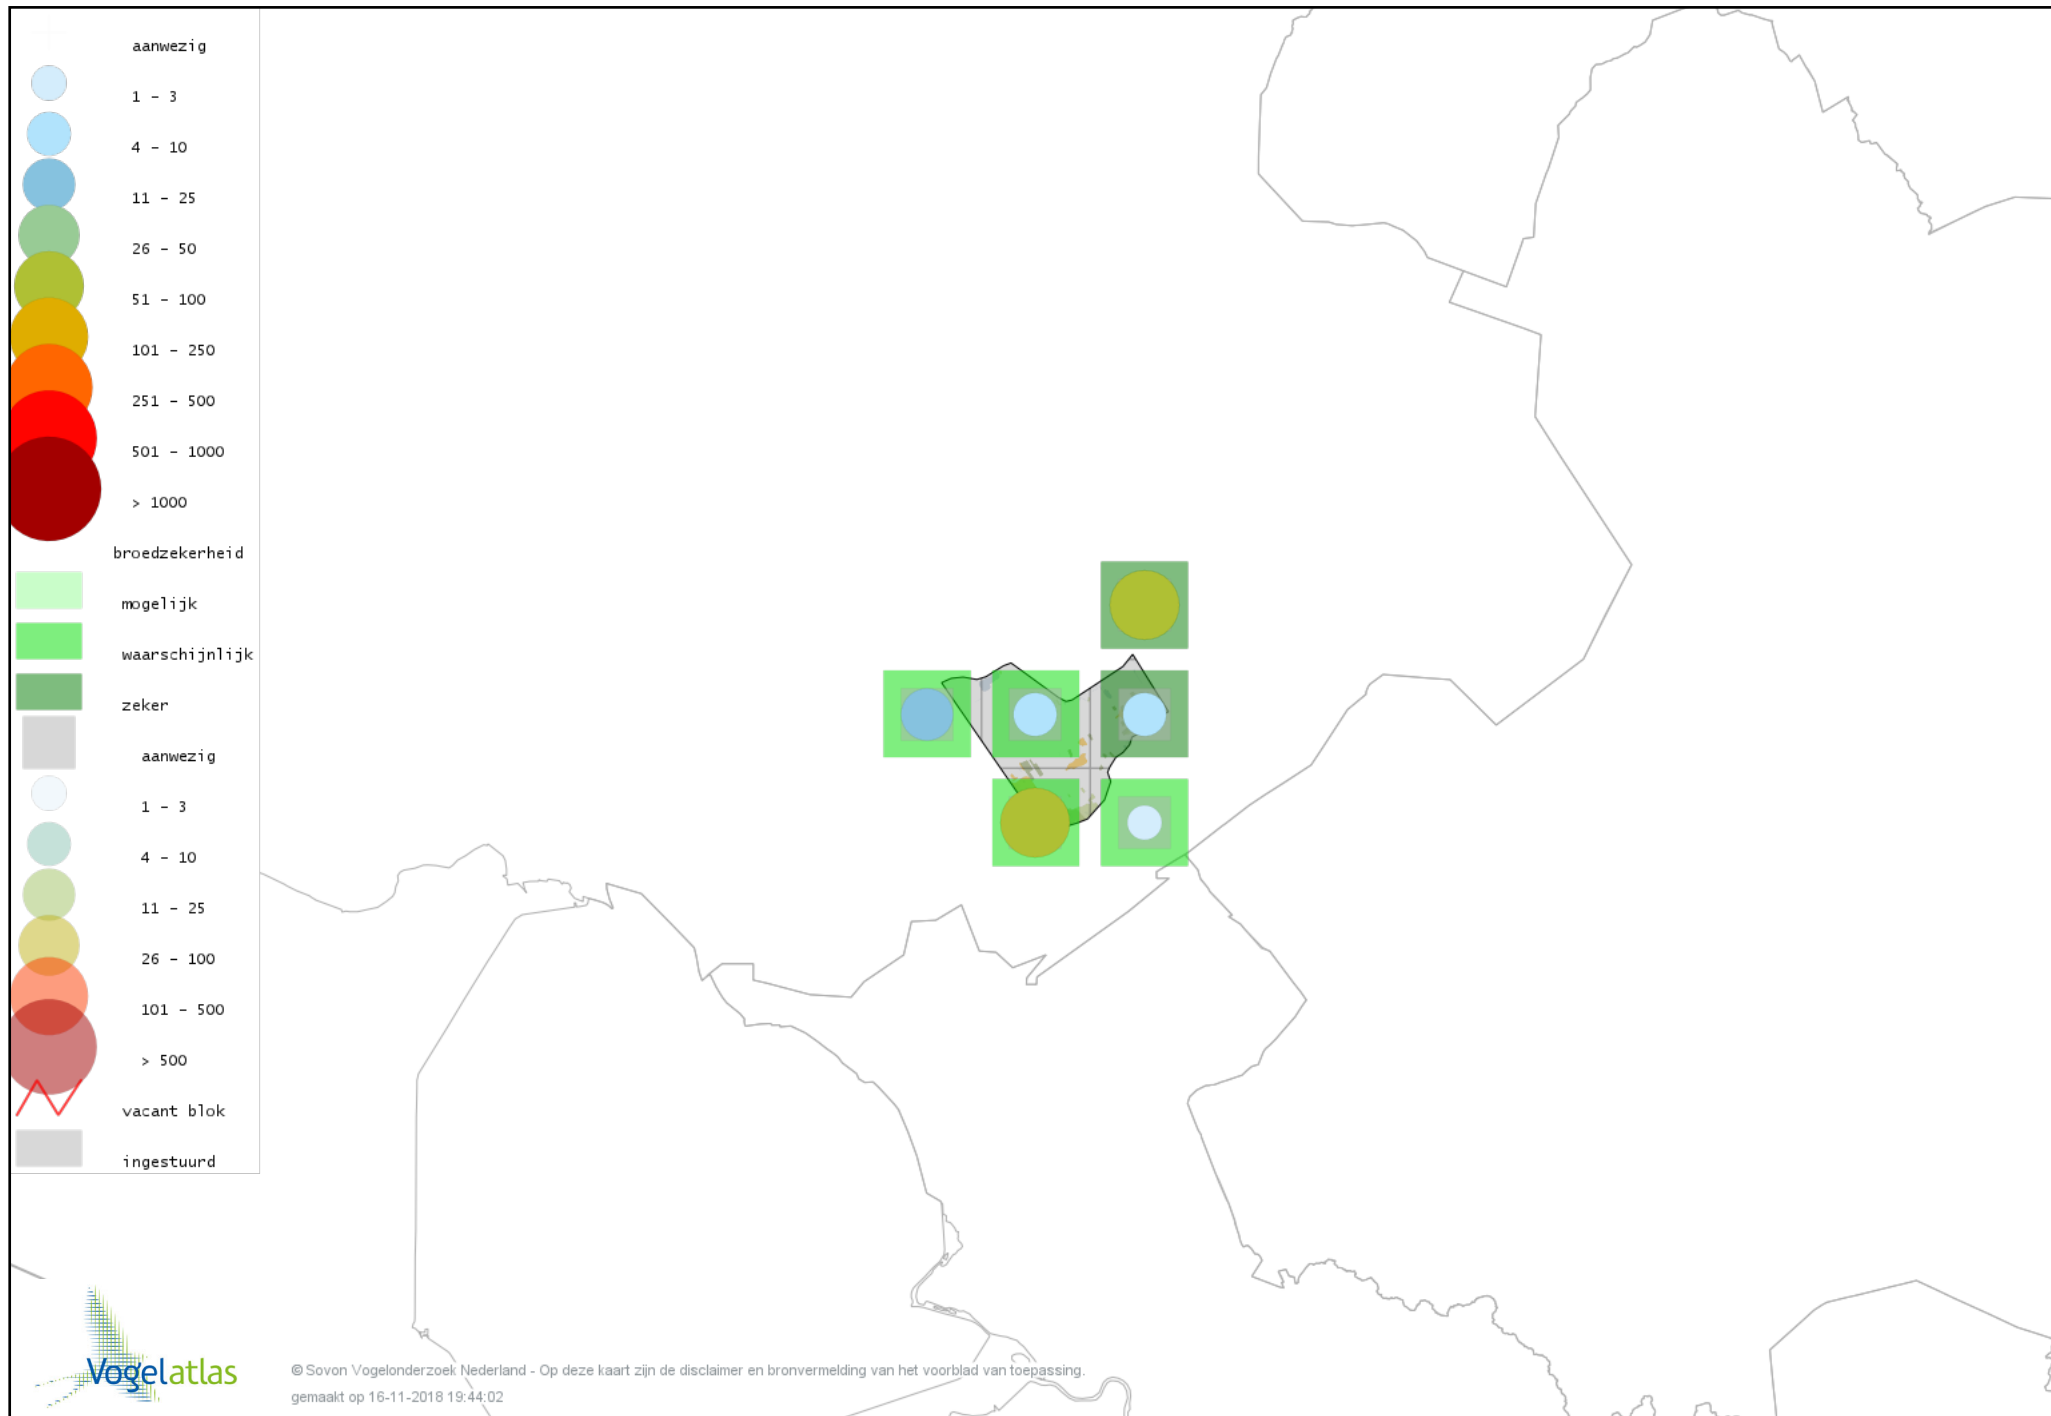 aanwezig
1 - 3
4 - 10
11 - 25
26 - 50
51 - 100
101 - 250
251 - 500
501 - 1000
> 1000
broedzekerheid
mogelijk
waarschijnlijk
zeker
aanwezig
1 - 3
4 - 10
11 - 25
26 - 100
101 - 500
> 500
vacant blok
ingestuurd
Vogelatlas
© Sovon Vogelonderzoek Nederland - Op deze kaart zijn de disclaimer en bronvermelding van het voorblad van toepassing.
gemaakt op 16-11-2018 19:44:02